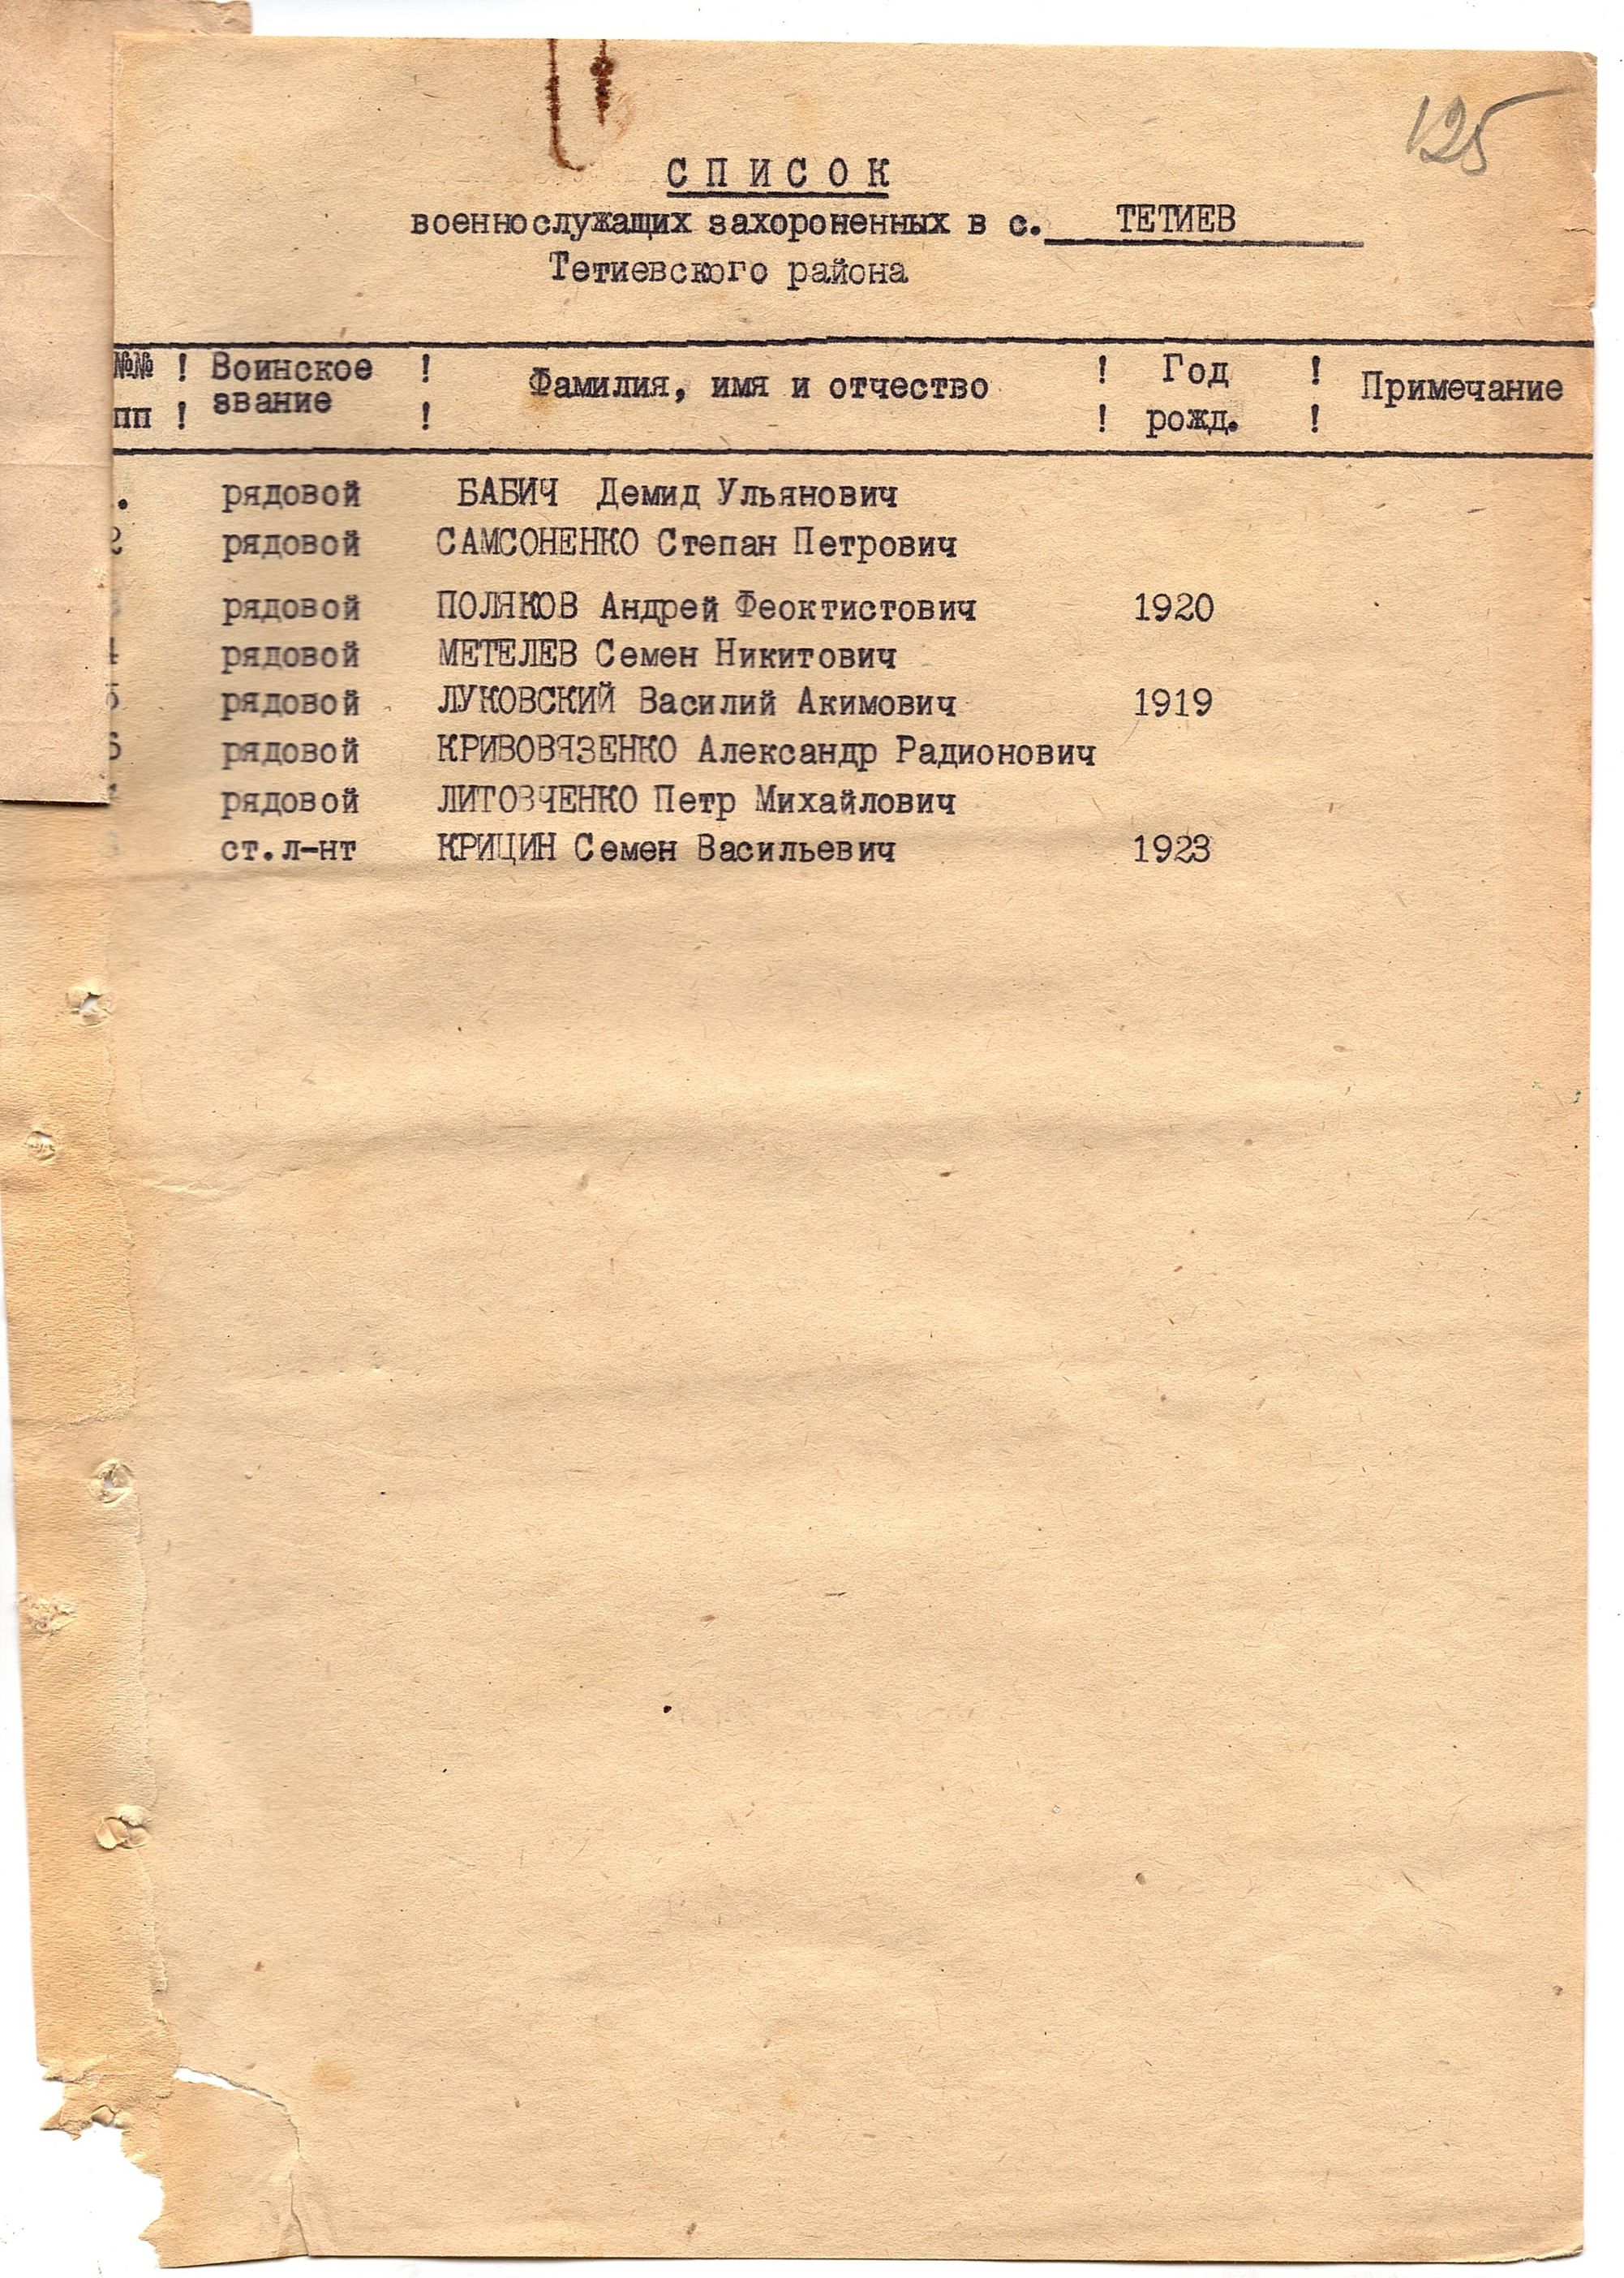 125
СПИСОК
военнослужащих захороненных в с. ТЕТИЕВ
Тетиевского района
№№ ! Воинское ! Фамилия, имя и отчество ! Год ! Примечание
пп ! звание ! ! рожд. !
. рядовой БАБИЧ Демид Ульянович
2 рядовой САМСОНЕНКО Степан Петрович
рядовой ПОЛЯКОВ Андрей Феоктистович 1920
4 рядовой МЕТЕЛЕВ Семен Никитович
5 рядовой ЛУКОВСКИЙ Василий Акимович 1919
6 рядовой КРИВОВЯЗЕНКО Александр Радионович
рядовой ЛИТОВЧЕНКО Петр Михайлович
ст.л-нт КРИЦИН Семен Васильевич 1923